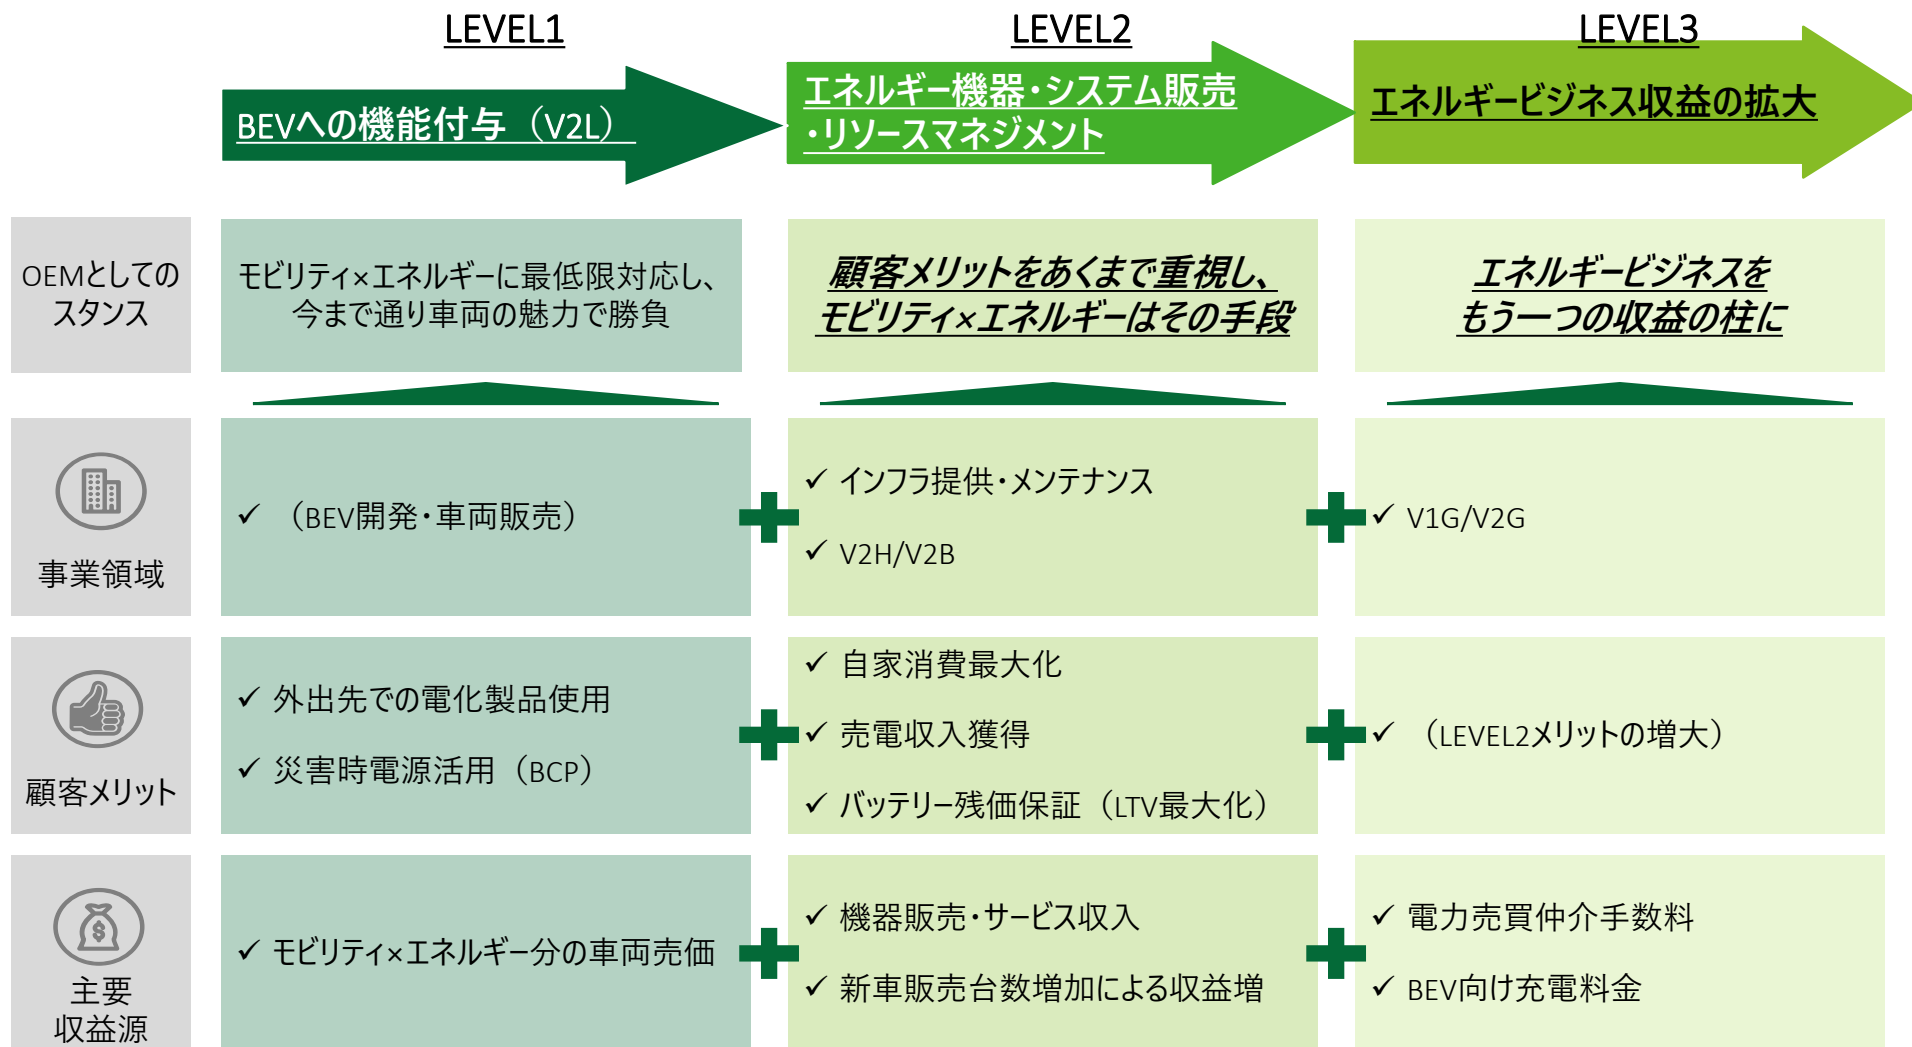 LEVEL1
LEVEL2
LEVEL3
BEVへの機能付与（V2L）
エネルギー機器・システム販売
・リソースマネジメント
エネルギービジネス収益の拡大
OEMとしての
スタンス
モビリティ×エネルギーに最低限対応し、
今まで通り車両の魅力で勝負
顧客メリットをあくまで重視し、
モビリティ×エネルギーはその手段
エネルギービジネスを
もう一つの収益の柱に
事業領域
✓ （BEV開発・車両販売）
✓ インフラ提供・メンテナンス
✓ V2H/V2B
✓ V1G/V2G
顧客メリット
✓ 外出先での電化製品使用
✓ 災害時電源活用（BCP）
✓ 自家消費最大化
✓ 売電収入獲得
✓ バッテリー残価保証（LTV最大化）
✓ （LEVEL2メリットの増大）
$
主要
収益源
✓ モビリティ×エネルギー分の車両売価
✓ 機器販売・サービス収入
✓ 新車販売台数増加による収益増
✓ 電力売買仲介手数料
✓ BEV向け充電料金